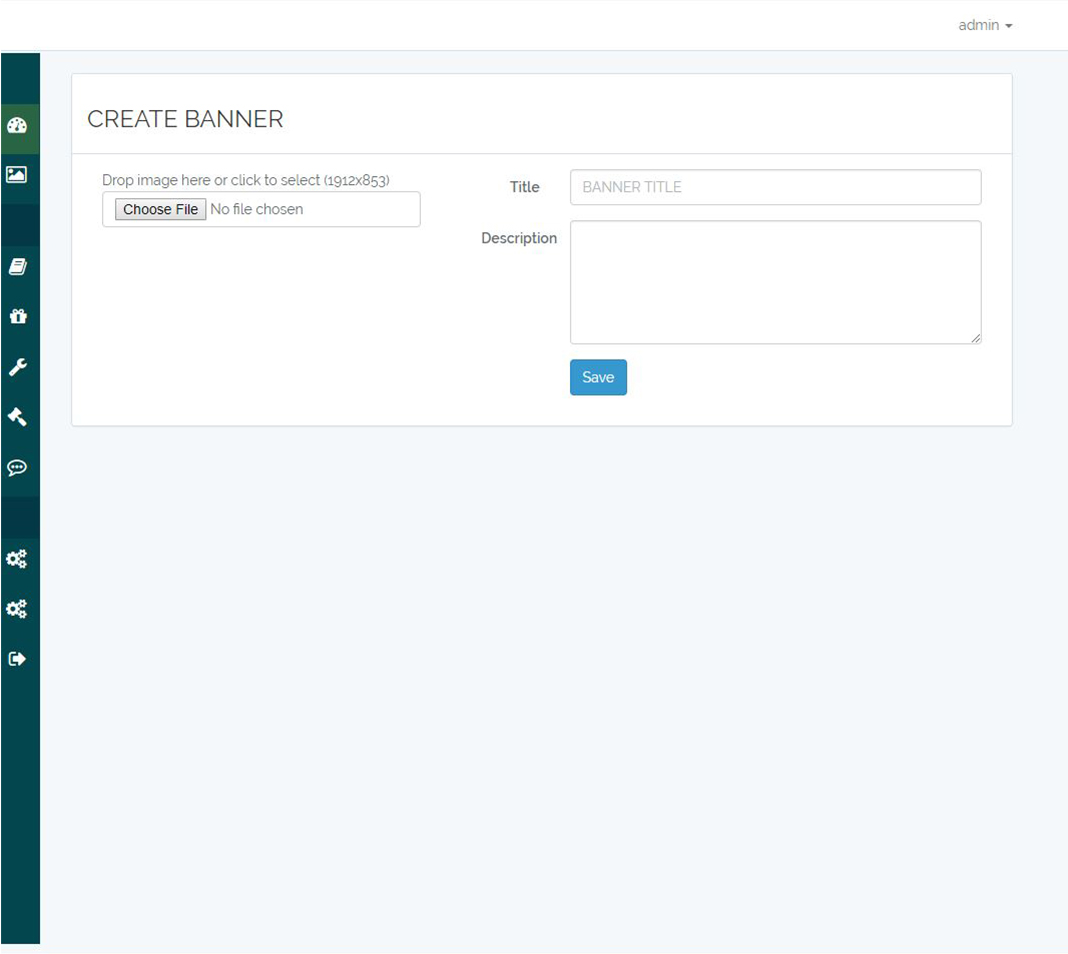 admin
CREATE BANNER
Drop image here or click to select (1912x853)
Choose File No file chosen
Title
BANNER TITLE
Description
Save